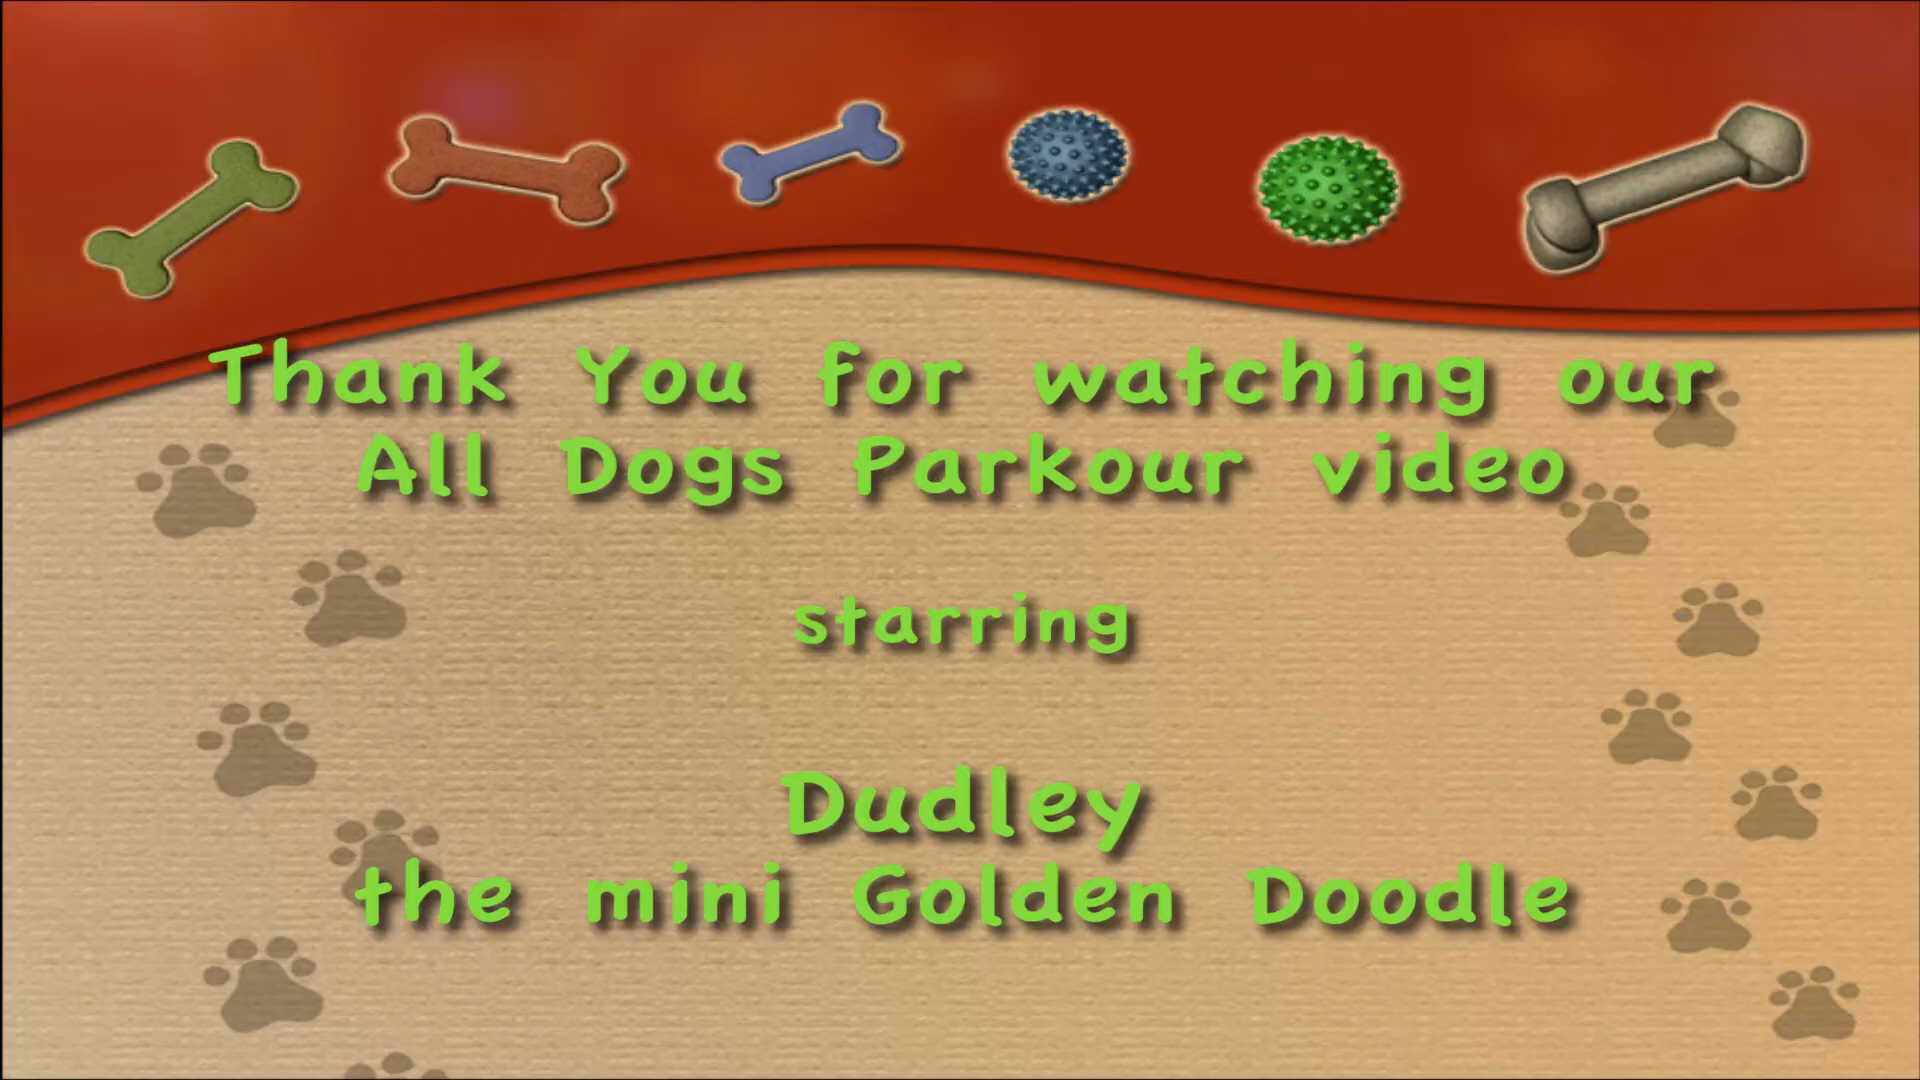 Thank You for watching our
All Dogs Parkour video
starring
Dudley
the mini Golden Doodle